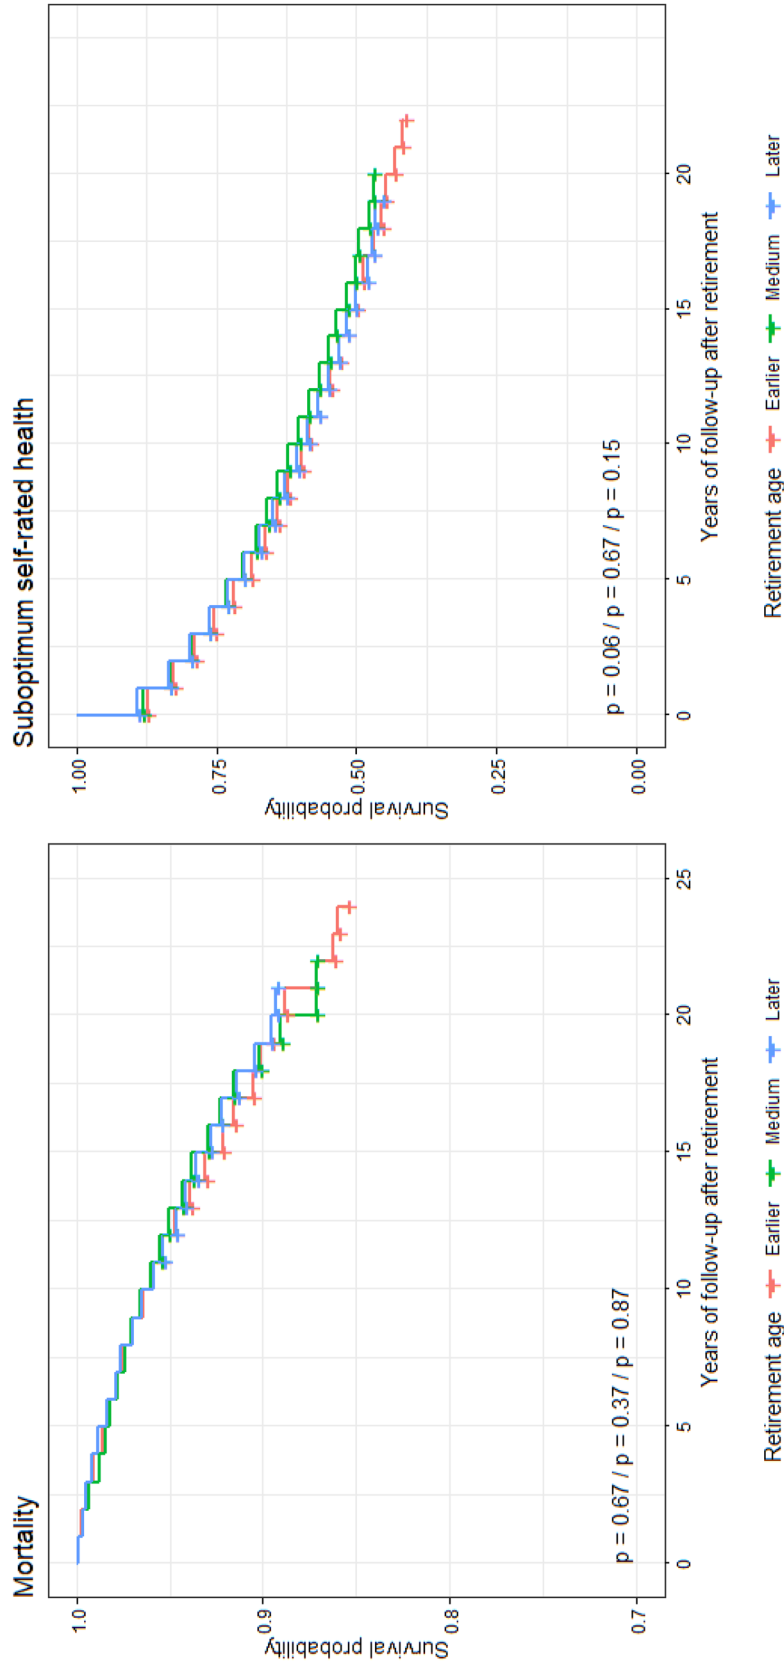 Mortality
Survival probability
1.0
0.9
0.8
0.7
p = 0.67 / p = 0.37 / p = 0.87
0 5 10 15 20 25
Years of follow-up after retirement
Retirement age Earlier Medium Later
Suboptimum self-rated health
Survival probability
1.00
0.75
0.50
0.25
0.00
p = 0.06 / p = 0.67 / p = 0.15
0 5 10 15 20
Years of follow-up after retirement
Retirement age Earlier Medium Later